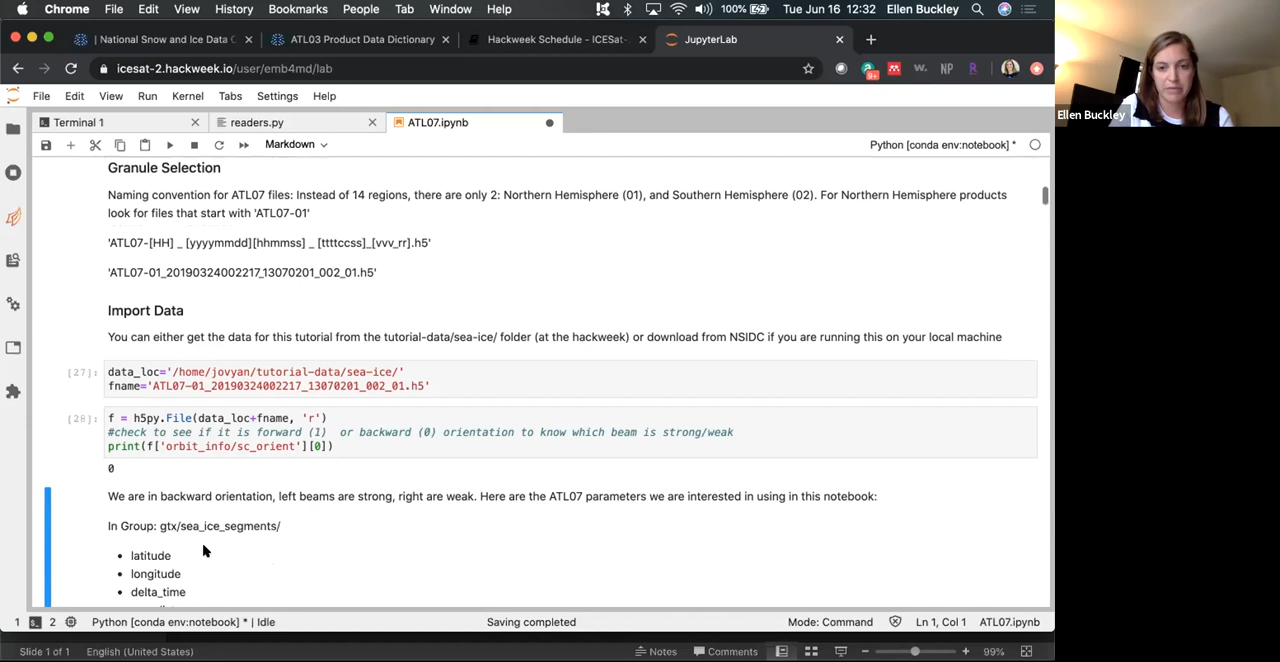 Chrome File Edit View History Bookmarks People Tab Window Help 100% Tue Jun 16 12:32 Ellen Buckley
| National Snow and Ice Data C ATL03 Product Data Dictionary Hackweek Schedule - ICESat- JupyterLab
icesat-2.hackweek.io/user/emb4md/lab 9+ w. NP R
Ellen Buckley
File Edit View Run Kernel Tabs Settings Help
Terminal 1 readers.py ATL07.ipynb
Markdown Python [conda env:notebook] *
Granule Selection
Naming convention for ATL07 files: Instead of 14 regions, there are only 2: Northern Hemisphere (01), and Southern Hemisphere (02). For Northern Hemisphere products
look for files that start with 'ATL07-01'
'ATL07-[HH] _ [yyyymmdd][hhmmss] _ [ttttccss]_[vvv_rr].h5'
'ATL07-01_20190324002217_13070201_002_01.h5'
Import Data
You can either get the data for this tutorial from the tutorial-data/sea-ice/ folder (at the hackweek) or download from NSIDC if you are running this on your local machine
[27]: data_loc='/home/jovyan/tutorial-data/sea-ice/'
fname='ATL07-01_20190324002217_13070201_002_01.h5'
[28]: f = h5py.File(data_loc+fname, 'r')
#check to see if it is forward (1) or backward (0) orientation to know which beam is strong/weak
print(f['orbit_info/sc_orient'][0])
0
We are in backward orientation, left beams are strong, right are weak. Here are the ATL07 parameters we are interested in using in this notebook:
In Group: gtx/sea_ice_segments/
• latitude
• longitude
• delta_time
1 2 Python [conda env:notebook] * | Idle Saving completed Mode: Command Ln 1, Col 1 ATL07.ipynb
Slide 1 of 1 English (United States) Notes Comments 99%